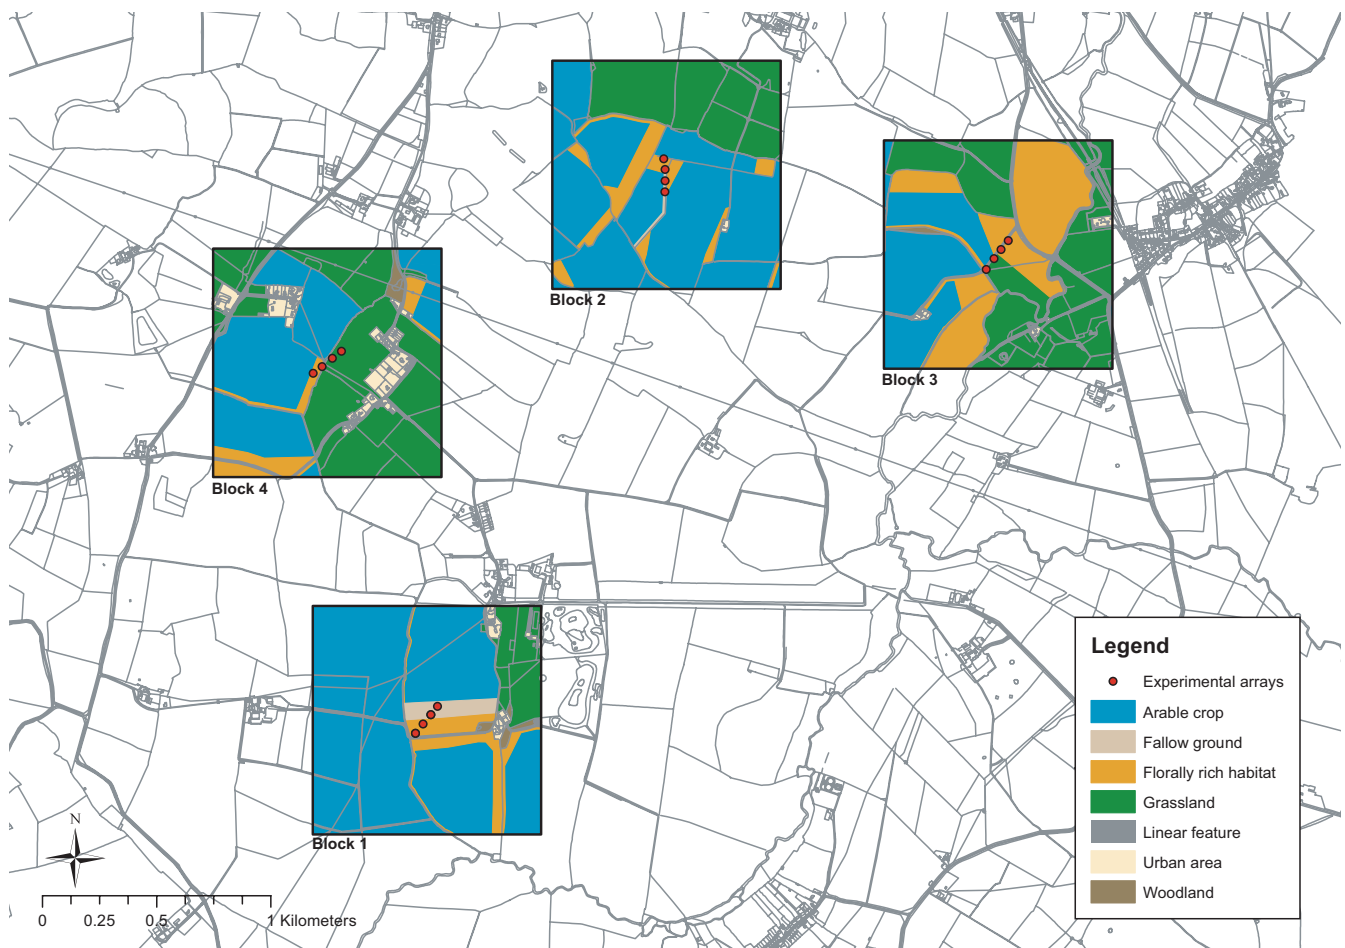 Block 2
Block 3
Block 4
Block 1
Legend
Experimental arrays
Arable crop
Fallow ground
Florally rich habitat
Grassland
Linear feature
Urban area
Woodland
N
0 0.25 0.5 1 Kilometers